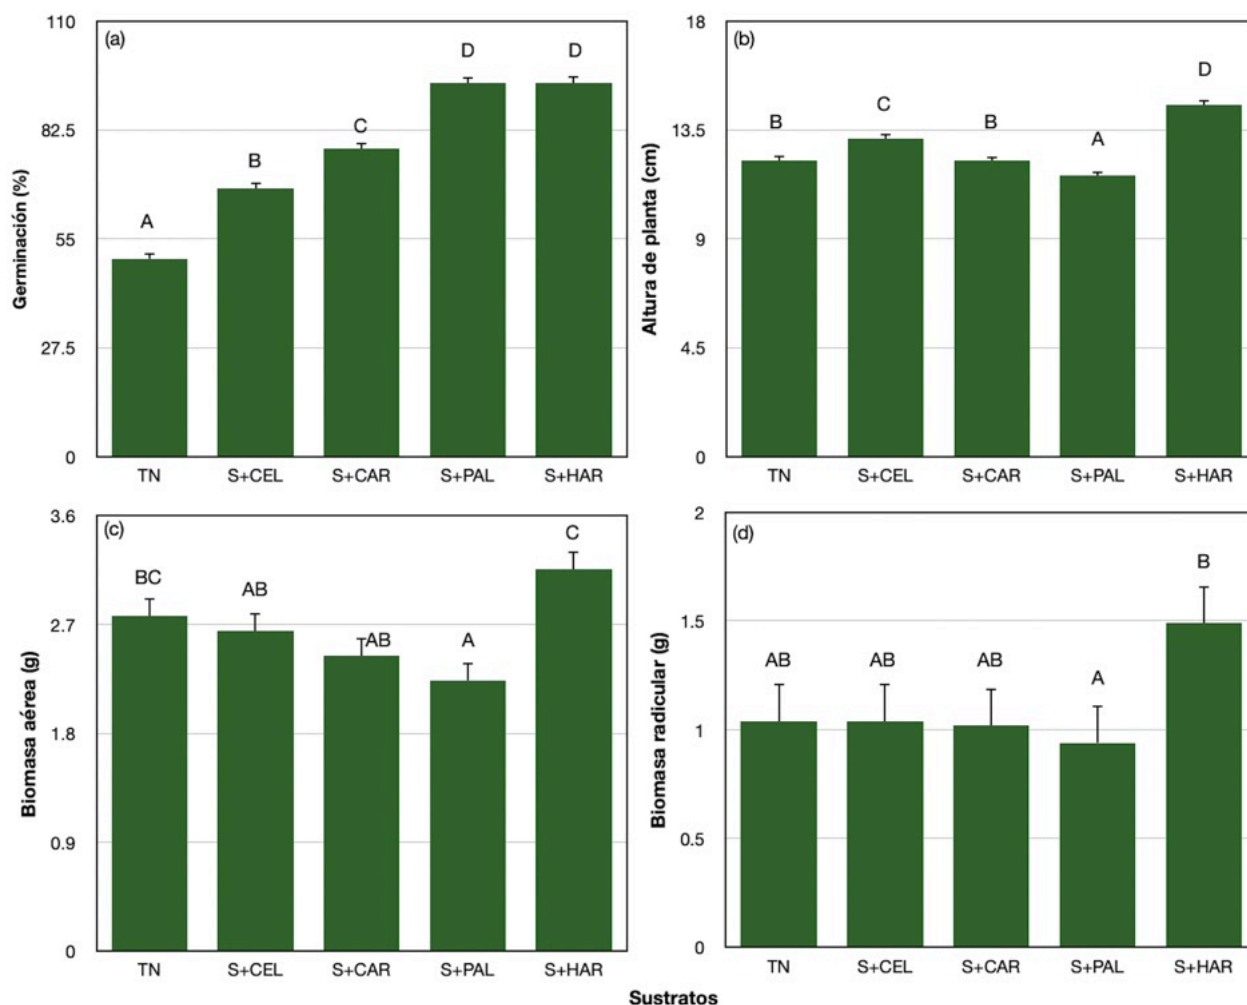 (a)
Germinación (%)
110
82.5
55
27.5
0
A
B
C
D
D
TN
S+CEL
S+CAR
S+PAL
S+HAR
(b)
Altura de planta (cm)
18
13.5
9
4.5
0
B
C
B
A
D
TN
S+CEL
S+CAR
S+PAL
S+HAR
(c)
Biomasa aérea (g)
3.6
2.7
1.8
0.9
0
BC
AB
AB
A
C
TN
S+CEL
S+CAR
S+PAL
S+HAR
(d)
Biomasa radicular (g)
2
1.5
1
0.5
0
AB
AB
AB
A
B
TN
S+CEL
S+CAR
S+PAL
S+HAR
Sustratos